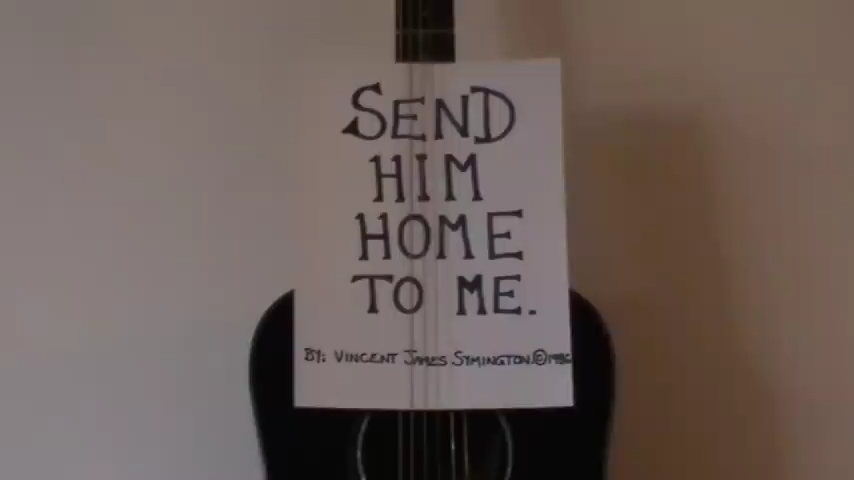 SEND
HIM
HOME
TO ME.
BY: VINCENT JAMES SYMINGTON.©